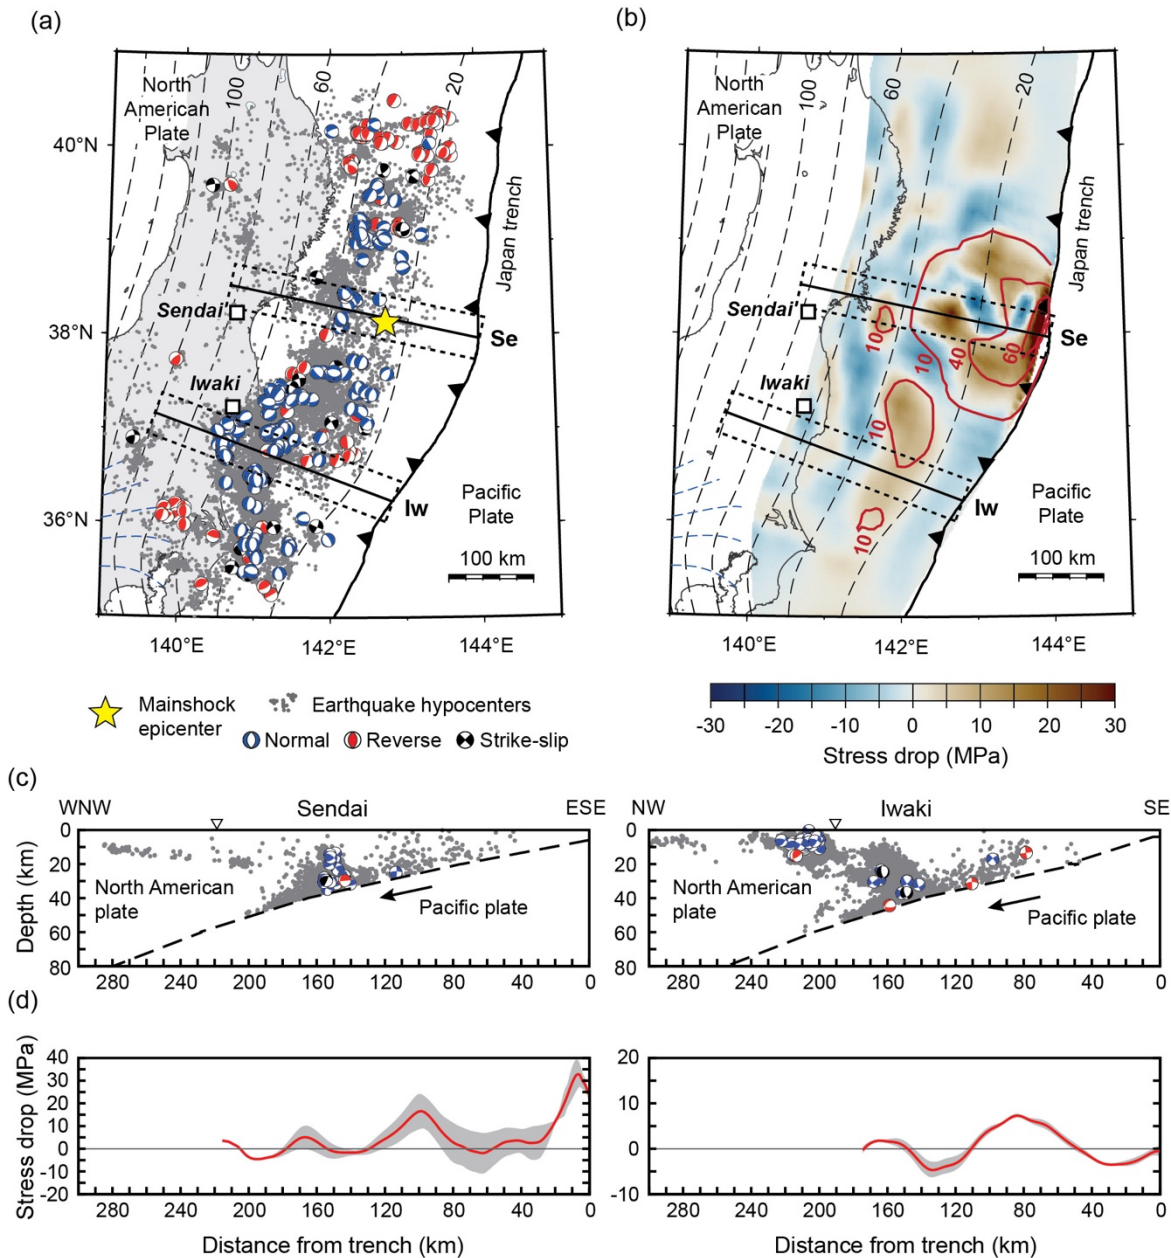 (a)
(b)
North
American
Plate
100
60
20
40°N
38°N
36°N
Japan trench
Sendai
Se
Iwaki
Iw
Pacific
Plate
100 km
140°E
142°E
144°E
North
American
Plate
100
60
20
Japan trench
Sendai
Se
10
10
40
60
Iwaki
10
Iw
10
Pacific
Plate
100 km
140°E
142°E
144°E
Mainshock
epicenter
Earthquake hypocenters
Normal
Reverse
Strike-slip
-30 -20 -10 0 10 20 30
Stress drop (MPa)
(c)
WNW Sendai ESE
0
20
40
60
80
Depth (km)
North American
plate
Pacific plate
280 240 200 160 120 80 40 0
NW Iwaki SE
0
20
40
60
80
North American
plate
Pacific plate
280 240 200 160 120 80 40 0
(d)
40
30
20
10
0
-10
-20
Stress drop (MPa)
280 240 200 160 120 80 40 0
Distance from trench (km)
20
10
0
-10
280 240 200 160 120 80 40 0
Distance from trench (km)